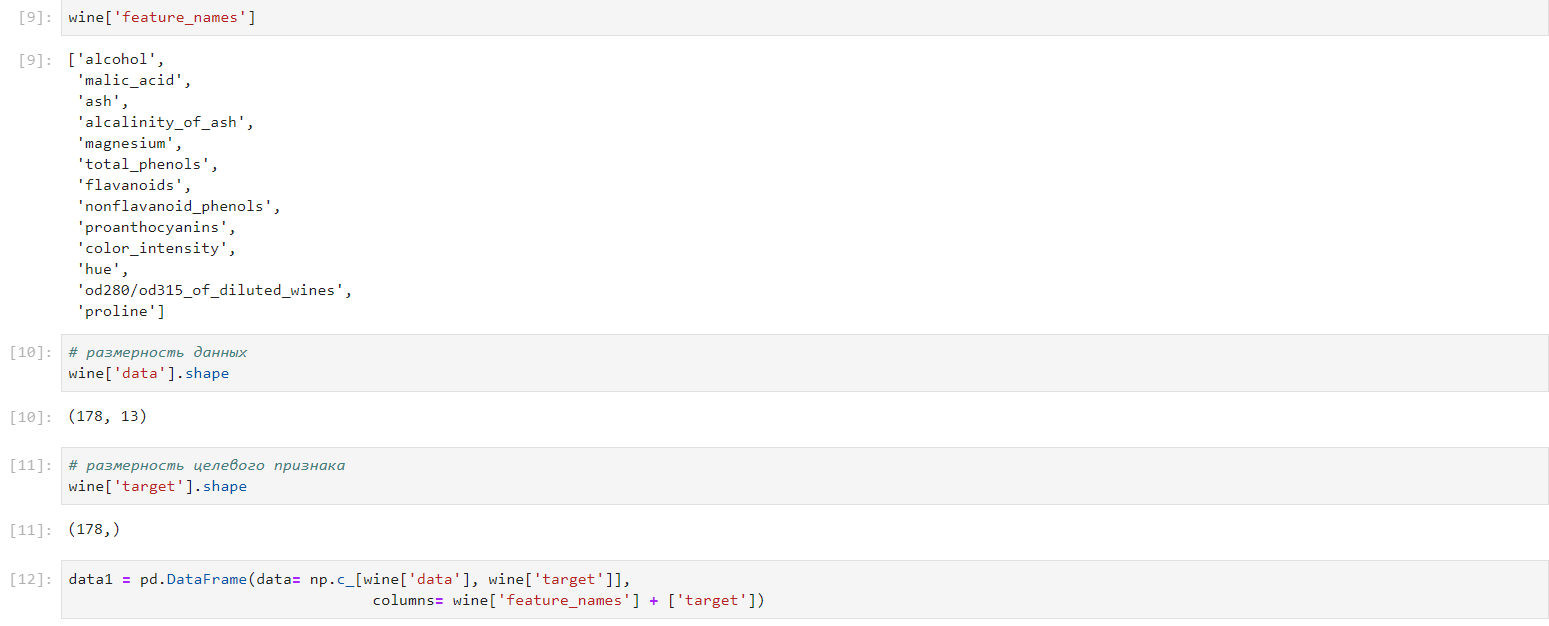 [9]: wine['feature_names']
[9]: ['alcohol',
'malic_acid',
'ash',
'alcalinity_of_ash',
'magnesium',
'total_phenols',
'flavanoids',
'nonflavanoid_phenols',
'proanthocyanins',
'color_intensity',
'hue',
'od280/od315_of_diluted_wines',
'proline']
[10]: # размерность данных
wine['data'].shape
[10]: (178, 13)
[11]: # размерность целевого признака
wine['target'].shape
[11]: (178,)
[12]: data1 = pd.DataFrame(data= np.c_[wine['data'], wine['target']],
columns= wine['feature_names'] + ['target'])